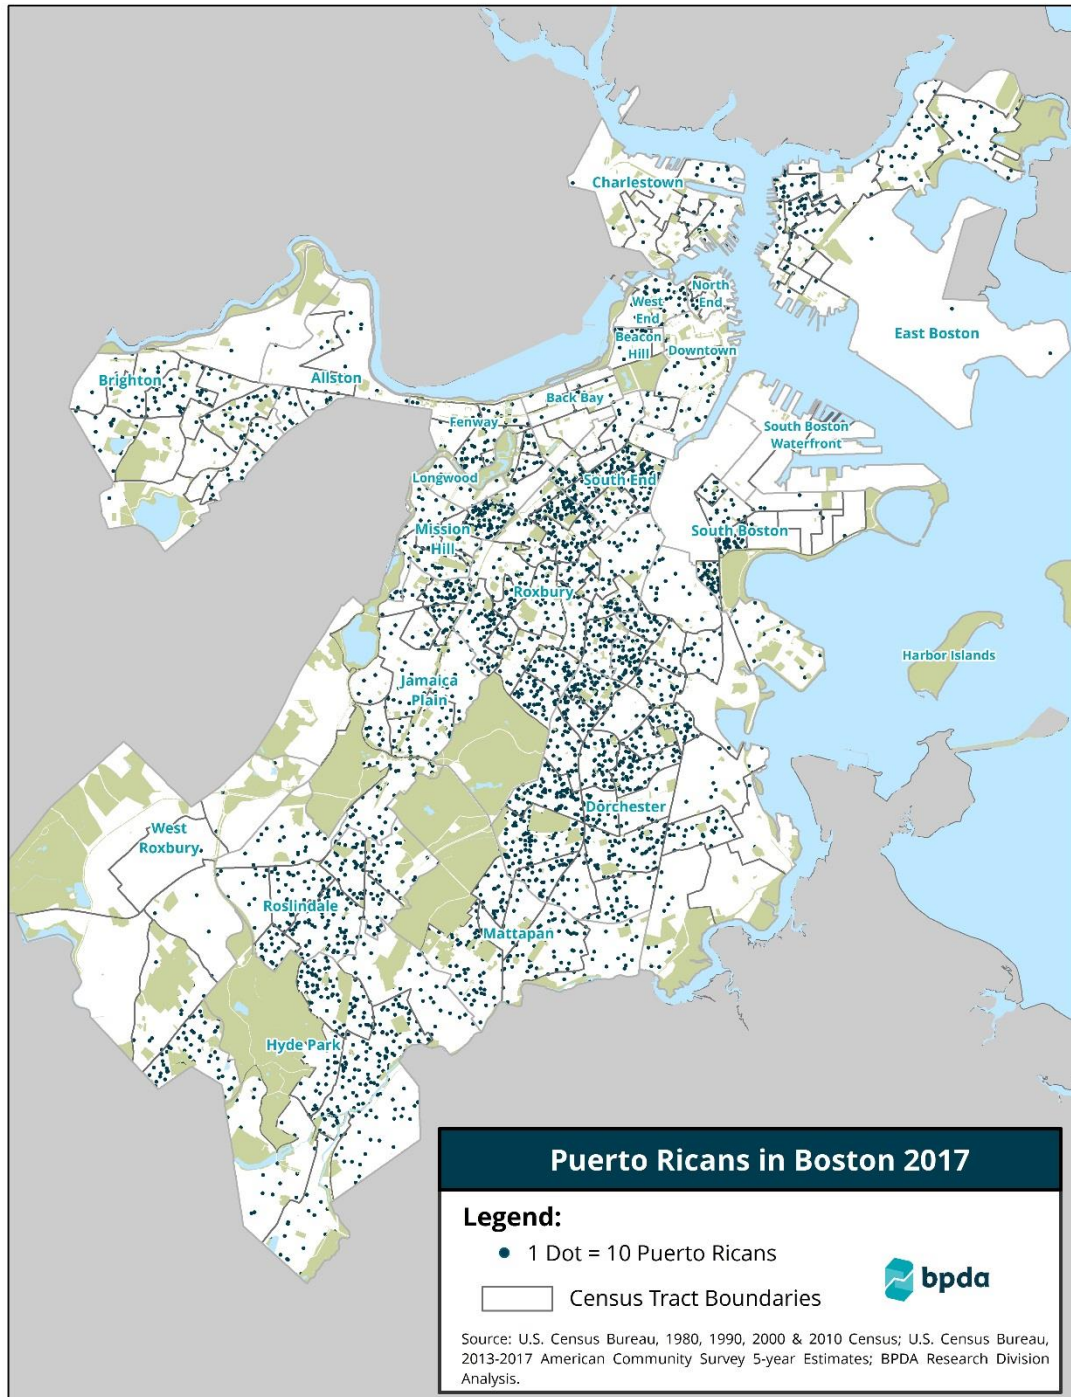 Charlestown
North
End
West
End
Beacon
Hill
Downtown
East Boston
Brighton
Allston
Back Bay
Fenway
South Boston
Waterfront
Longwood
South End
Mission
Hill
South Boston
Roxbury
Harbor Islands
Jamaica
Plain
Dorchester
West
Roxbury
Roslindale
Mattapan
Hyde Park
Puerto Ricans in Boston 2017
Legend:
1 Dot = 10 Puerto Ricans
Census Tract Boundaries
bpda
Source: U.S. Census Bureau, 1980, 1990, 2000 & 2010 Census; U.S. Census Bureau,
2013-2017 American Community Survey 5-year Estimates; BPDA Research Division
Analysis.